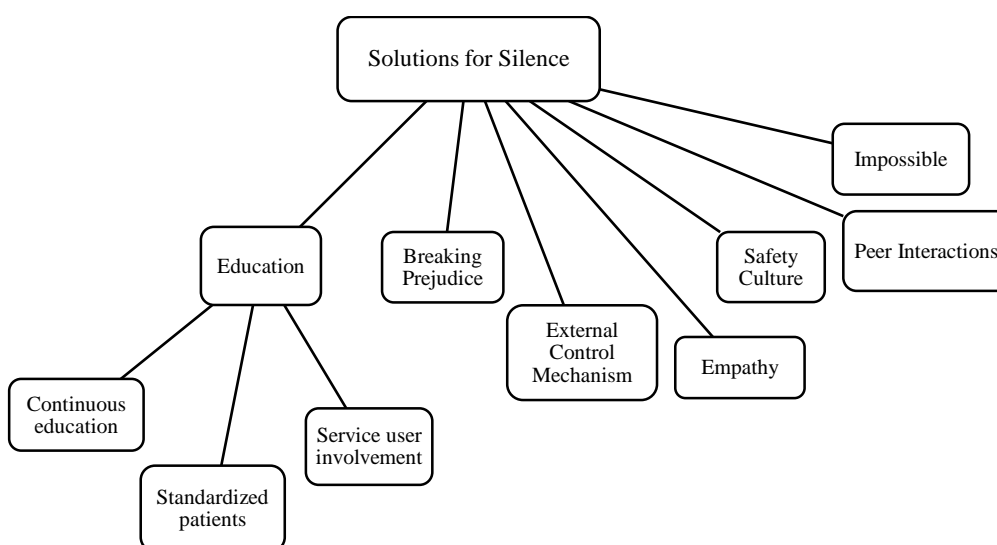 Solutions for Silence
Impossible
Peer Interactions
Education
Breaking
Prejudice
Safety
Culture
External
Control
Mechanism
Empathy
Continuous
education
Service user
involvement
Standardized
patients